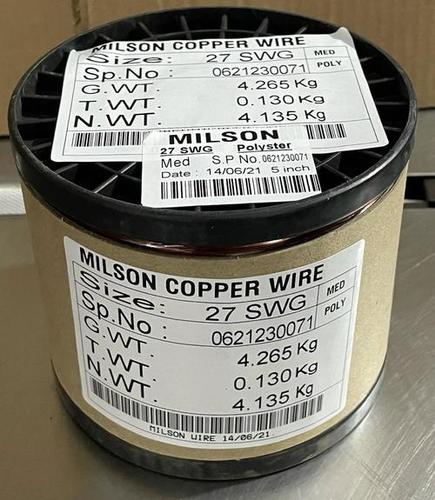 MILSON COPPER WIRE
Size: 27 SWG MED
Sp.No : 0621230071 POLY
G.WT. 4.265 Kg
T.WT. 0.130 Kg
N.WT. 4.135 Kg
MILSON
27 SWG Polyster
Med S.P No. 0621230071
Date : 14/06/21 5 inch
MILSON COPPER WIRE
Size: 27 SWG MED
Sp.No : 0621230071 POLY
G.WT. 4.265 Kg
T.WT. 0.130 Kg
N.WT. 4.135 Kg
MILSON WIRE 14/06/21